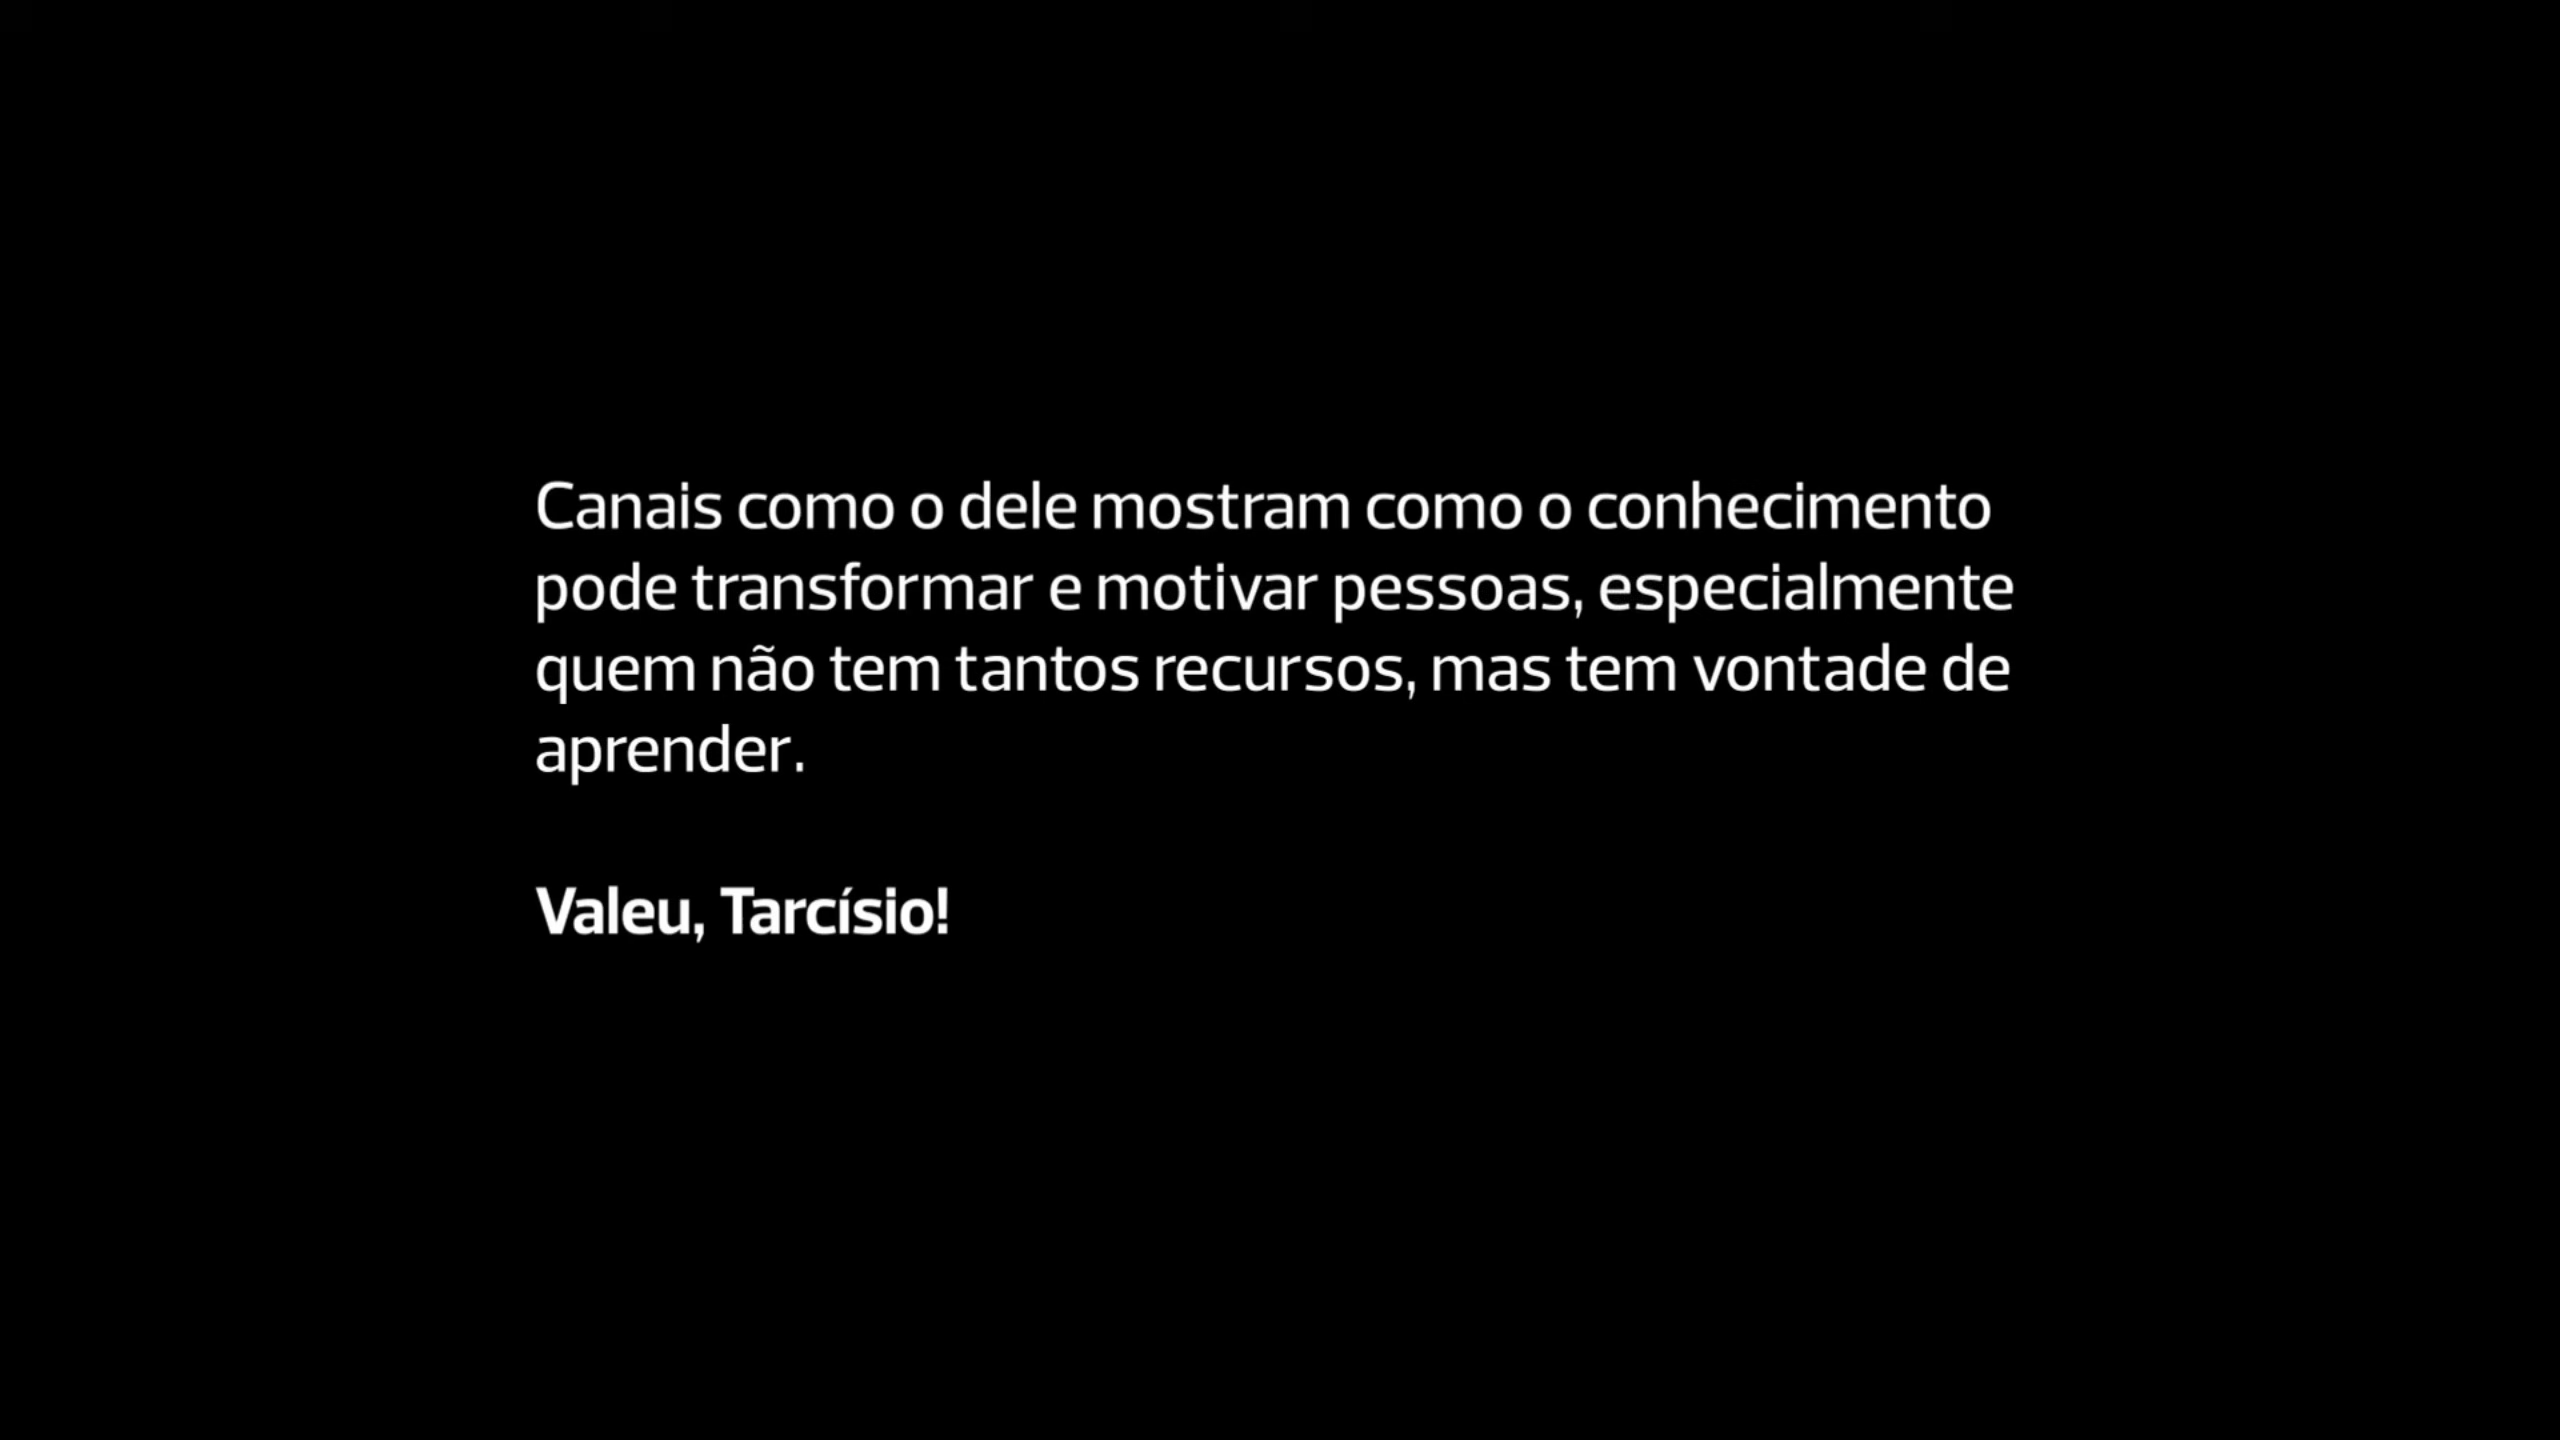 Canais como o dele mostram como o conhecimento
pode transformar e motivar pessoas, especialmente
quem não tem tantos recursos, mas tem vontade de
aprender.
Valeu, Tarcísio!